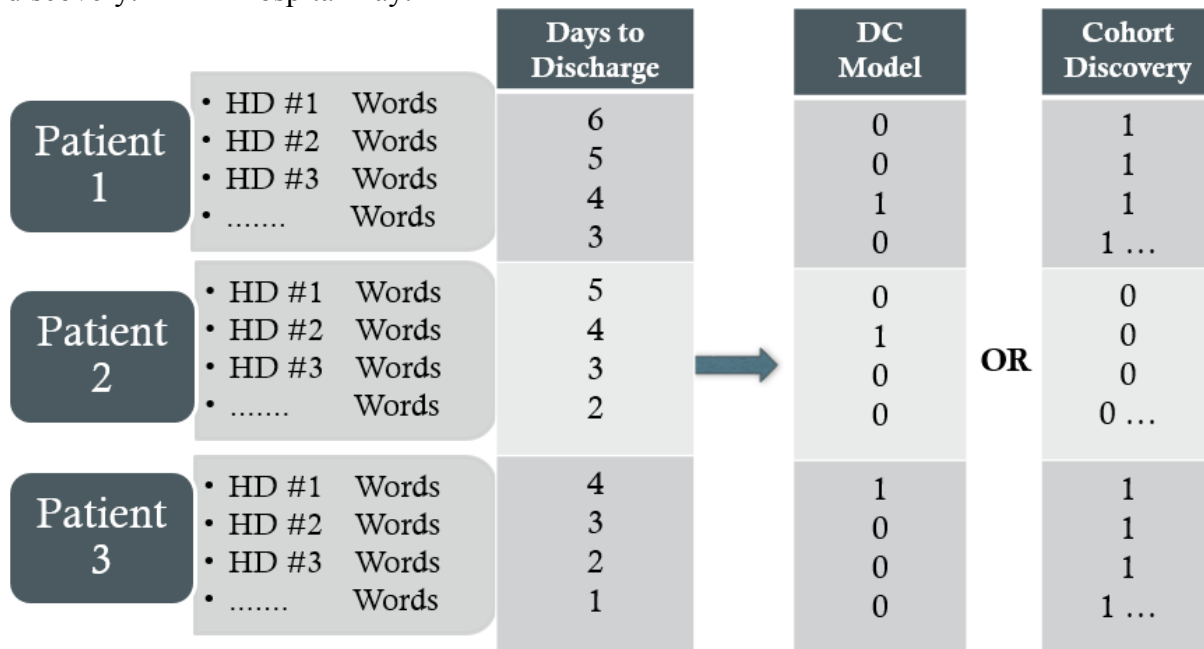 discovery. Hospital Day.
Days to Discharge
DC Model
Cohort Discovery
Patient 1
• HD #1 Words 6 0 1
• HD #2 Words 5 0 1
• HD #3 Words 4 1 1
• ....... Words 3 0 1 ...
Patient 2
• HD #1 Words 5 0 0
• HD #2 Words 4 1 0
• HD #3 Words 3 0 0
• ....... Words 2 0 0 ...
OR
Patient 3
• HD #1 Words 4 1 1
• HD #2 Words 3 0 1
• HD #3 Words 2 0 1
• ....... Words 1 0 1 ...